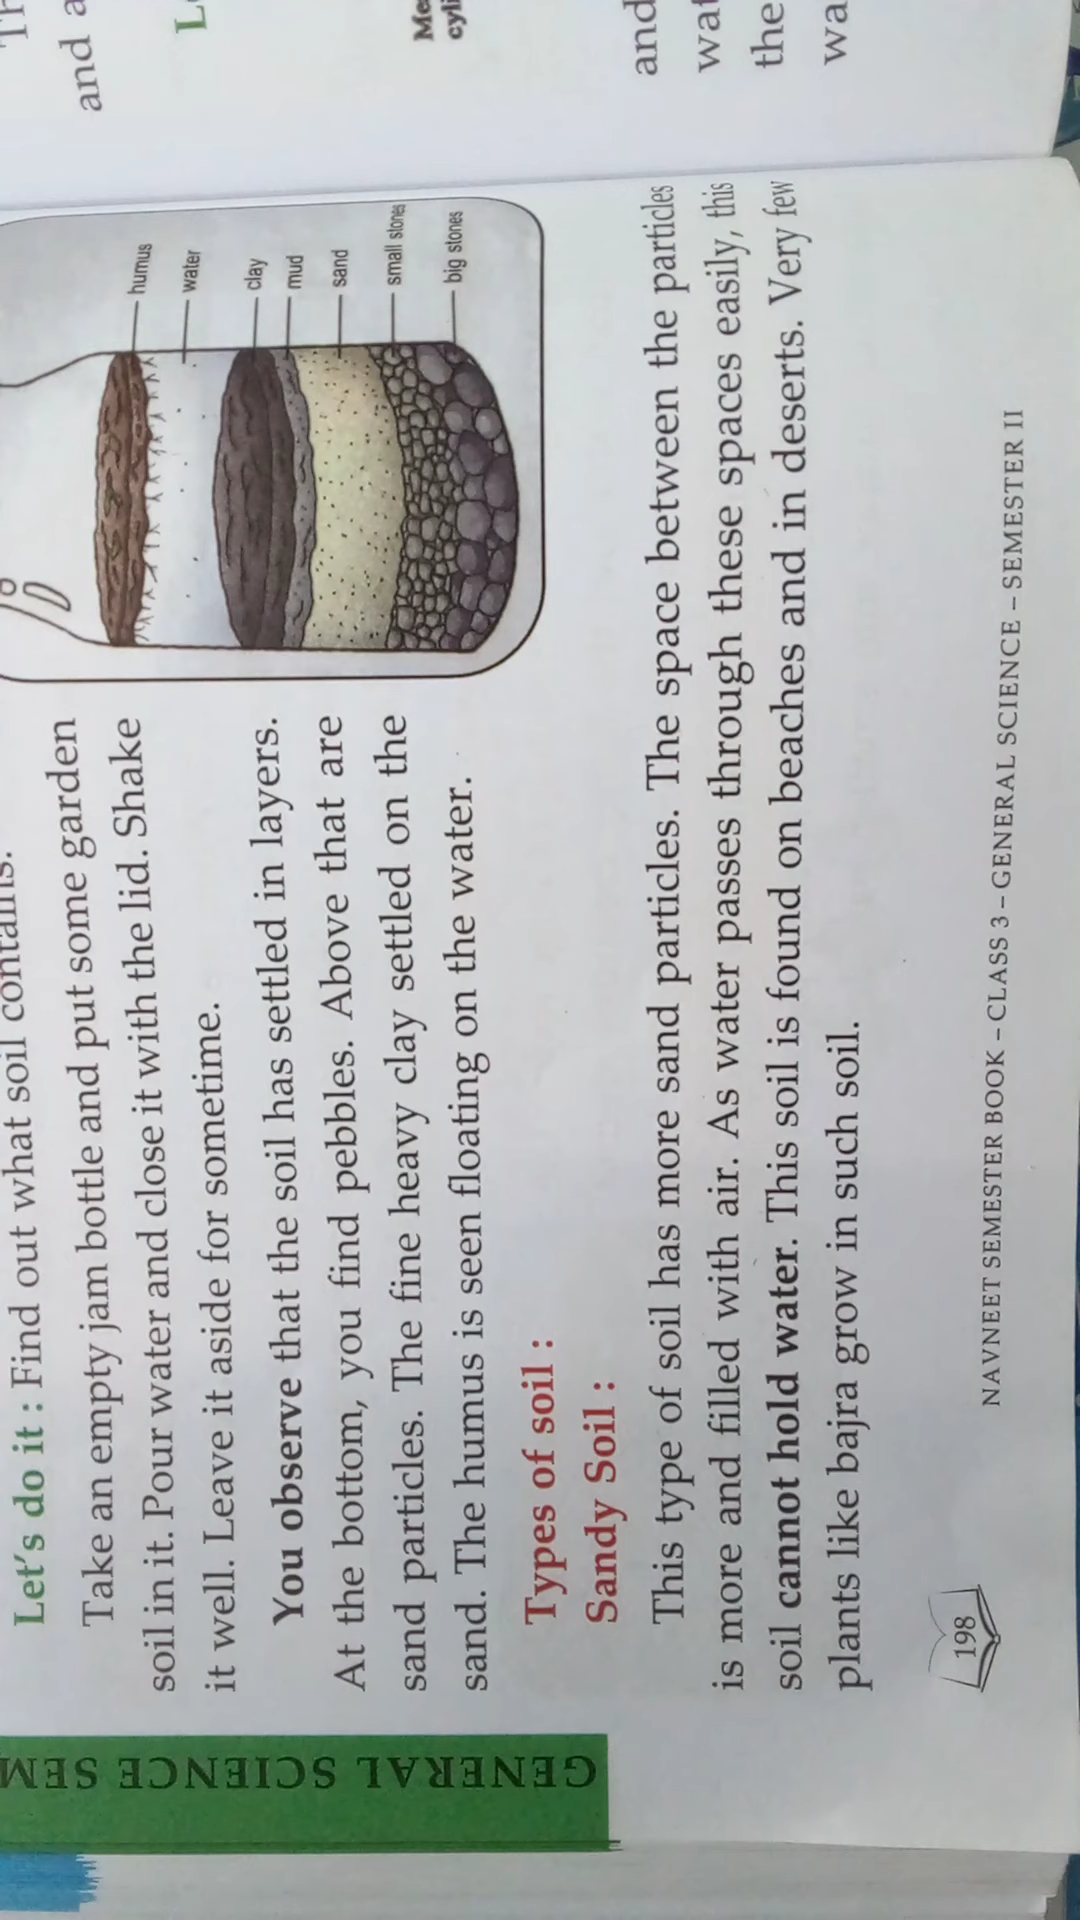 Let's do it : Find out what soil contains.
Take an empty jam bottle and put some garden
soil in it. Pour water and close it with the lid. Shake
it well. Leave it aside for sometime.
You observe that the soil has settled in layers.
At the bottom, you find pebbles. Above that are
sand particles. The fine heavy clay settled on the
sand. The humus is seen floating on the water.
humus
water
clay
mud
sand
small stones
big stones
Types of soil :
Sandy Soil :
This type of soil has more sand particles. The space between the particles
is more and filled with air. As water passes through these spaces easily, this
soil cannot hold water. This soil is found on beaches and in deserts. Very few
plants like bajra grow in such soil.
198
NAVNEET SEMESTER BOOK – CLASS 3 – GENERAL SCIENCE – SEMESTER II
GENERAL SCIENCE SEM
and
and
the